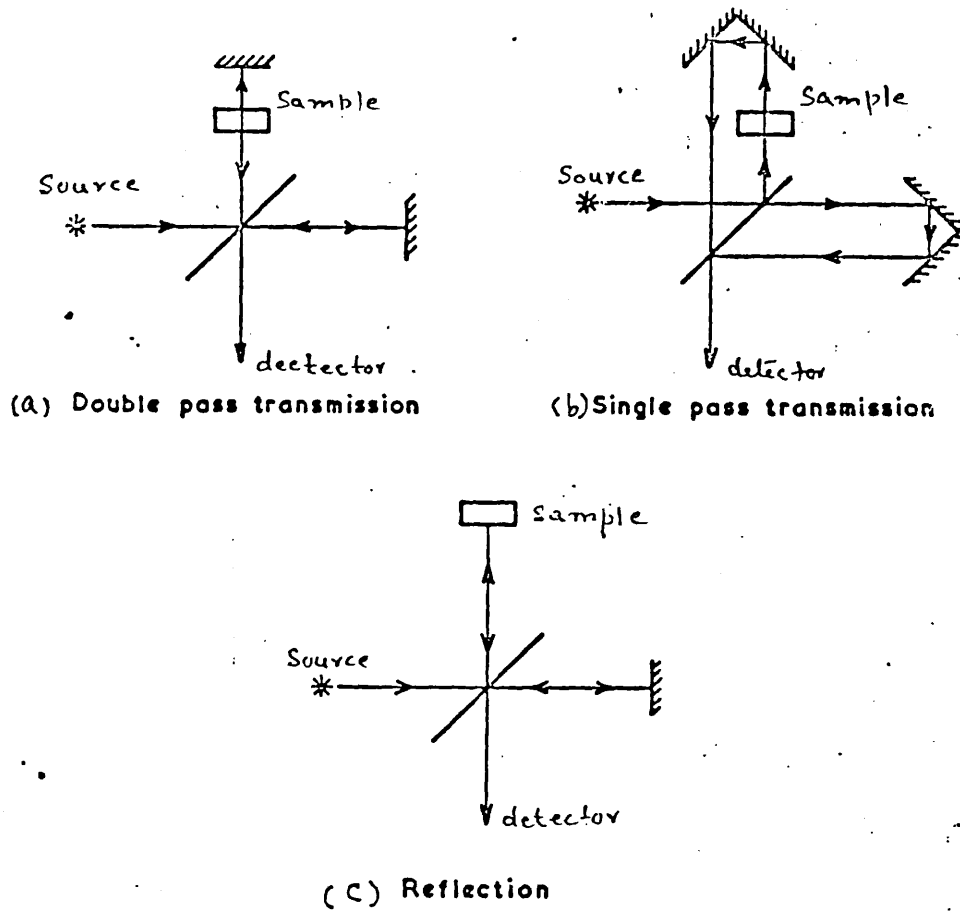 Sample
Source
dectector
(a) Double pass transmission
Sample
Source
detector
(b) Single pass transmission
Sample
Source
detector
(C) Reflection